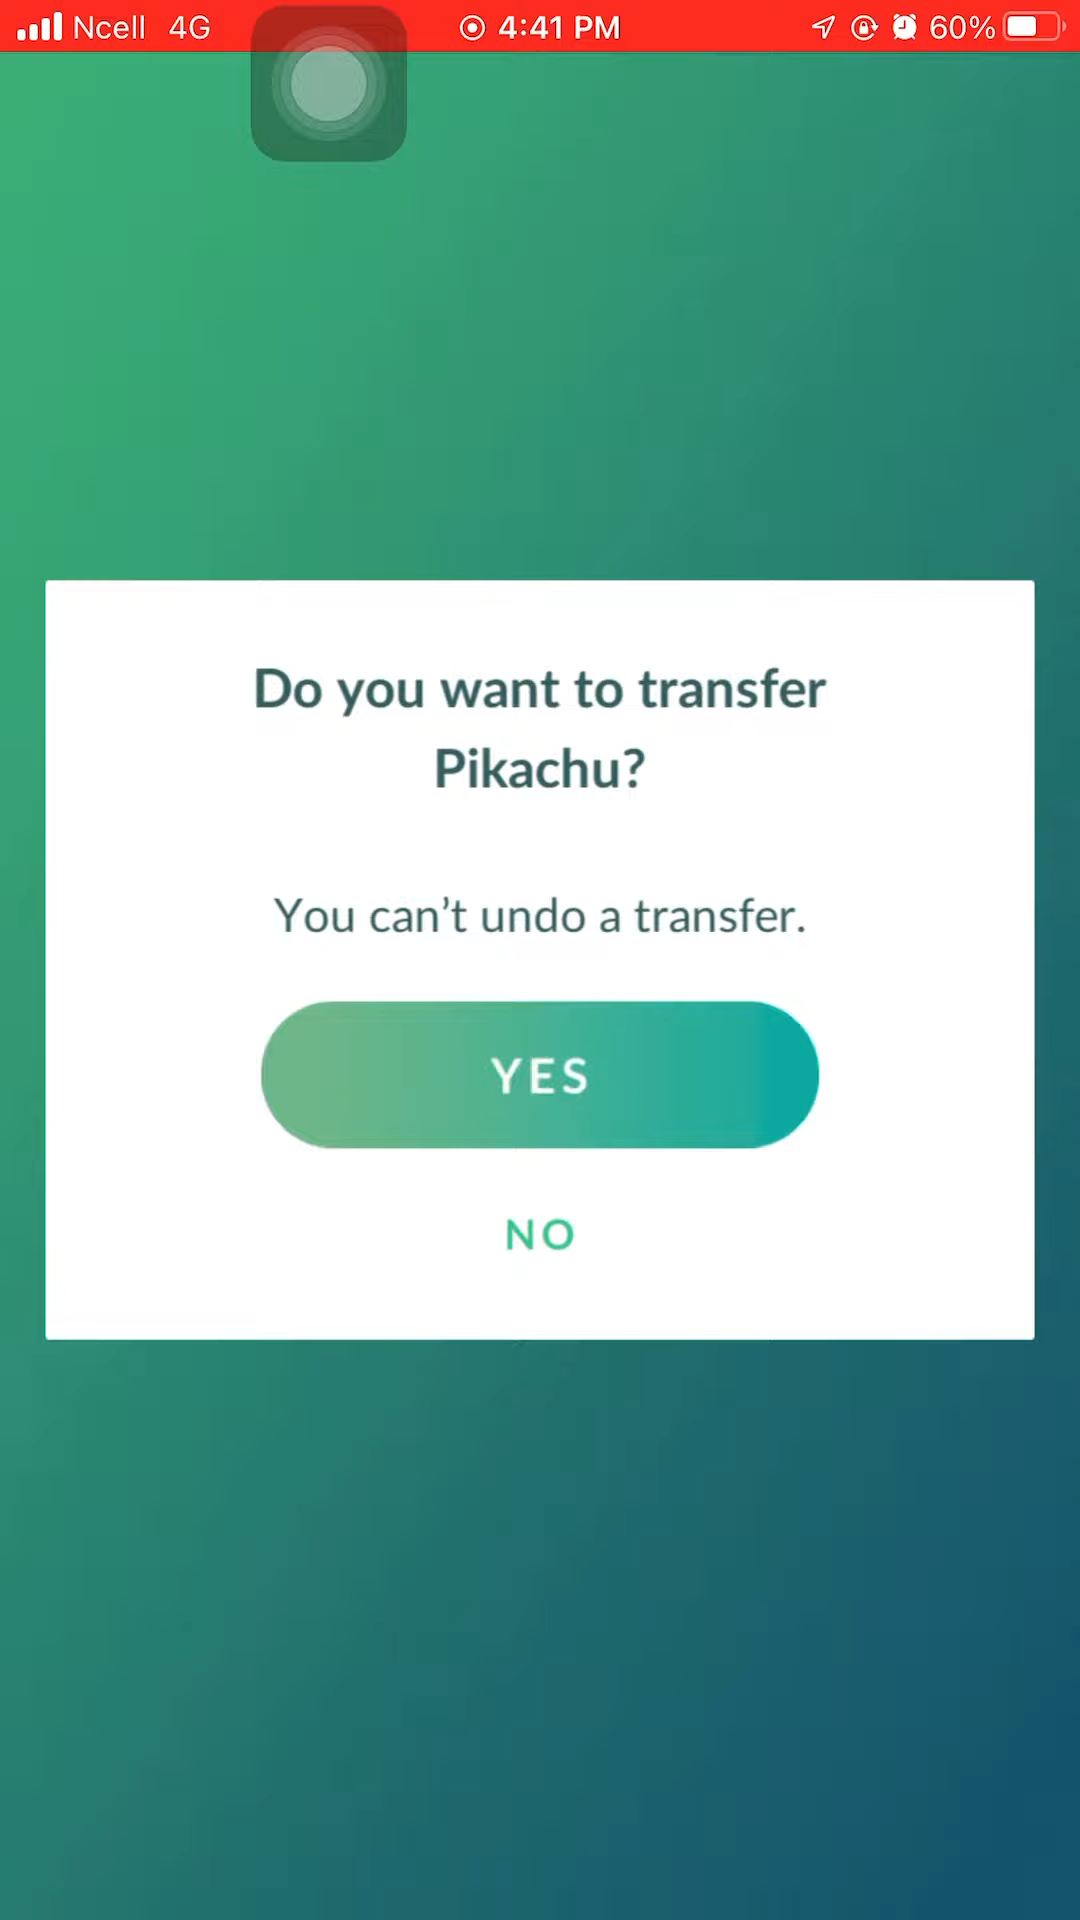 Ncell 4G 4:41 PM 60%
Do you want to transfer
Pikachu?
You can't undo a transfer.
YES
NO